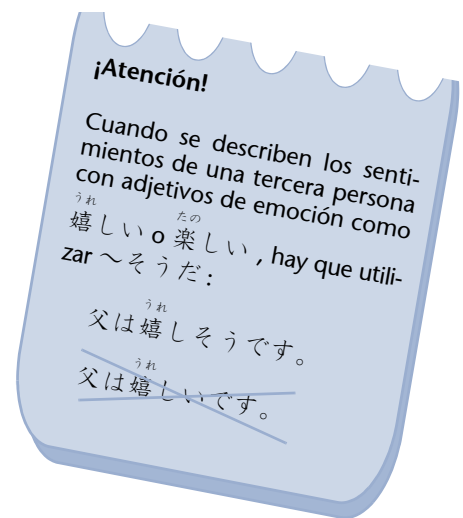 ¡Atención!
Cuando se describen los senti-
mientos de una tercera persona
con adjetivos de emoción como
うれ たの
嬉しい o 楽しい , hay que utili-
zar ～そうだ :
うれ
父は嬉しそうです。
うれ
父は嬉しいです。